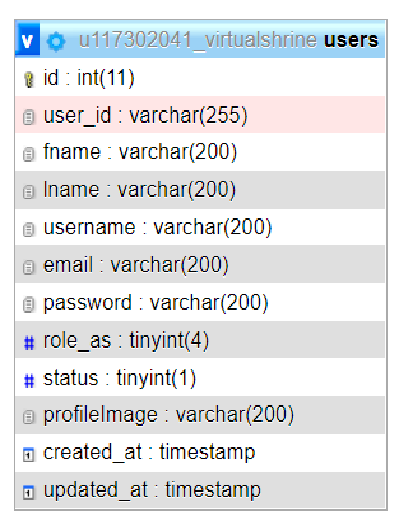 v u117302041_virtualshrine users
id : int(11)
user_id : varchar(255)
fname : varchar(200)
lname : varchar(200)
username : varchar(200)
email : varchar(200)
password : varchar(200)
# role_as : tinyint(4)
# status : tinyint(1)
profileImage : varchar(200)
created_at : timestamp
updated_at : timestamp